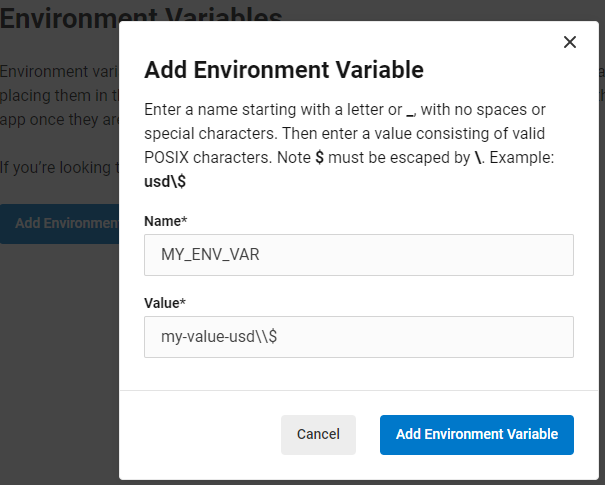 Environment Variables
Add Environment Variable
Environment vari
Enter a name starting with a letter or _, with no spaces or
placing them in t
special characters. Then enter a value consisting of valid
app once they are
POSIX characters. Note $ must be escaped by \. Example:
If you're looking t
usd\$
Name*
Add Environmen
MY_ENV_VAR
Value*
my-value-usd\\$
Cancel
Add Environment Variable